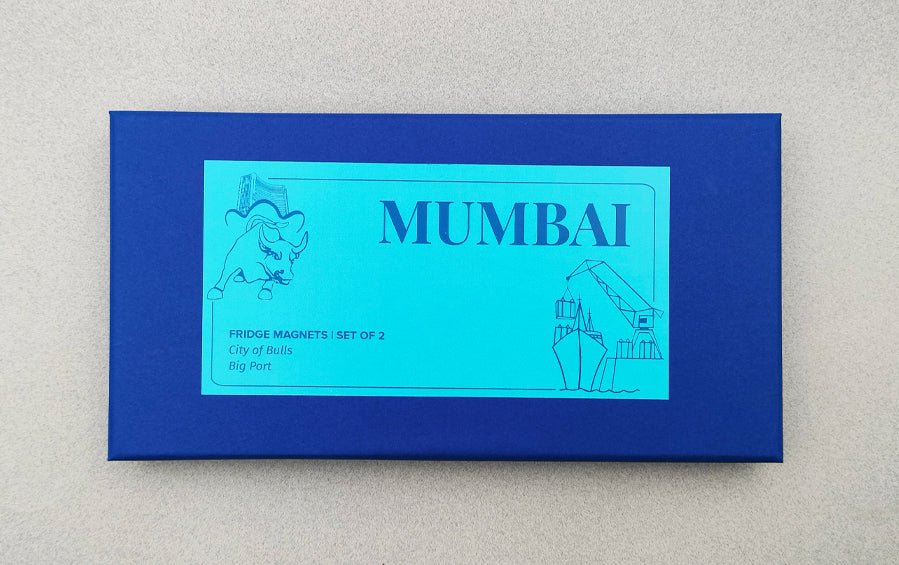 MUMBAI
FRIDGE MAGNETS | SET OF 2
City of Bulls
Big Port